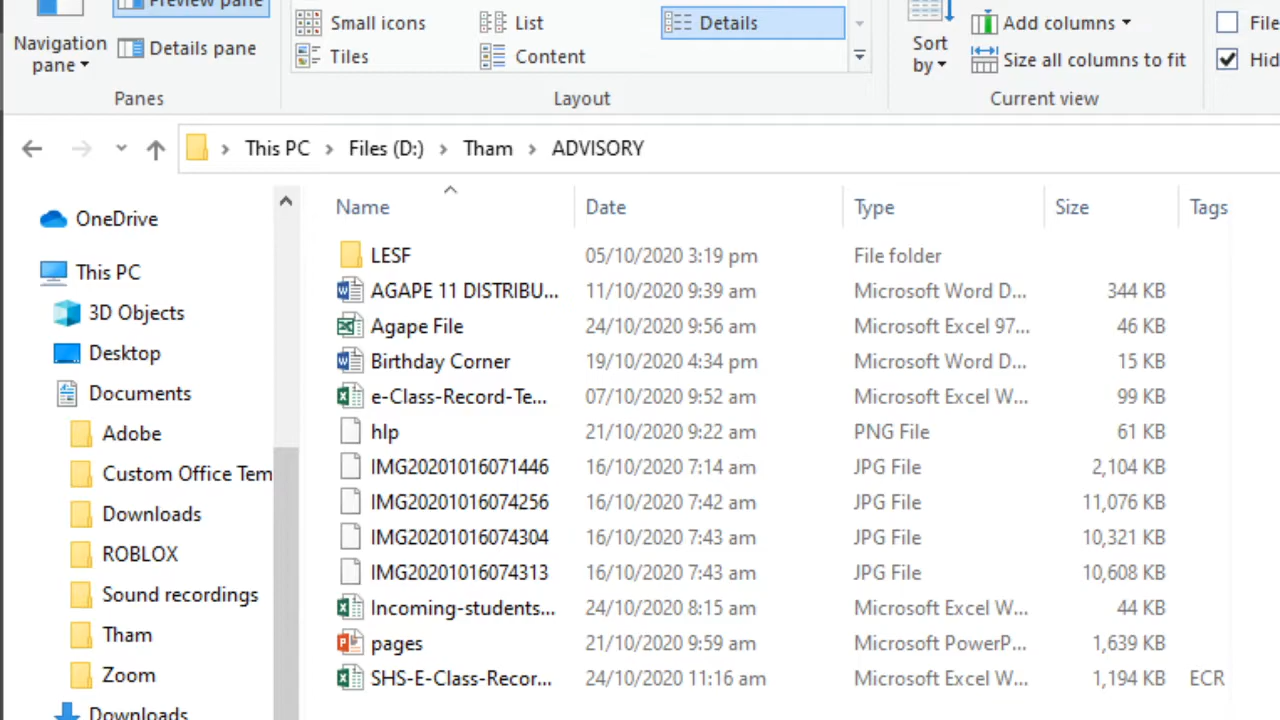 Preview pane
Small icons
List
Details
Add columns
File
Navigation
pane
Details pane
Tiles
Content
Sort
by
Size all columns to fit
Hid
Panes
Layout
Current view
This PC
Files (D:)
Tham
ADVISORY
Name
Date
Type
Size
Tags
OneDrive
This PC
3D Objects
Desktop
Documents
Adobe
Custom Office Tem
Downloads
ROBLOX
Sound recordings
Tham
Zoom
Downloads
LESF 05/10/2020 3:19 pm File folder
AGAPE 11 DISTRIBU... 11/10/2020 9:39 am Microsoft Word D... 344 KB
Agape File 24/10/2020 9:56 am Microsoft Excel 97... 46 KB
Birthday Corner 19/10/2020 4:34 pm Microsoft Word D... 15 KB
e-Class-Record-Te... 07/10/2020 9:52 am Microsoft Excel W... 99 KB
hlp 21/10/2020 9:22 am PNG File 61 KB
IMG20201016071446 16/10/2020 7:14 am JPG File 2,104 KB
IMG20201016074256 16/10/2020 7:42 am JPG File 11,076 KB
IMG20201016074304 16/10/2020 7:43 am JPG File 10,321 KB
IMG20201016074313 16/10/2020 7:43 am JPG File 10,608 KB
Incoming-students... 24/10/2020 8:15 am Microsoft Excel W... 44 KB
pages 21/10/2020 9:59 am Microsoft PowerP... 1,639 KB
SHS-E-Class-Recor... 24/10/2020 11:16 am Microsoft Excel W... 1,194 KB ECR